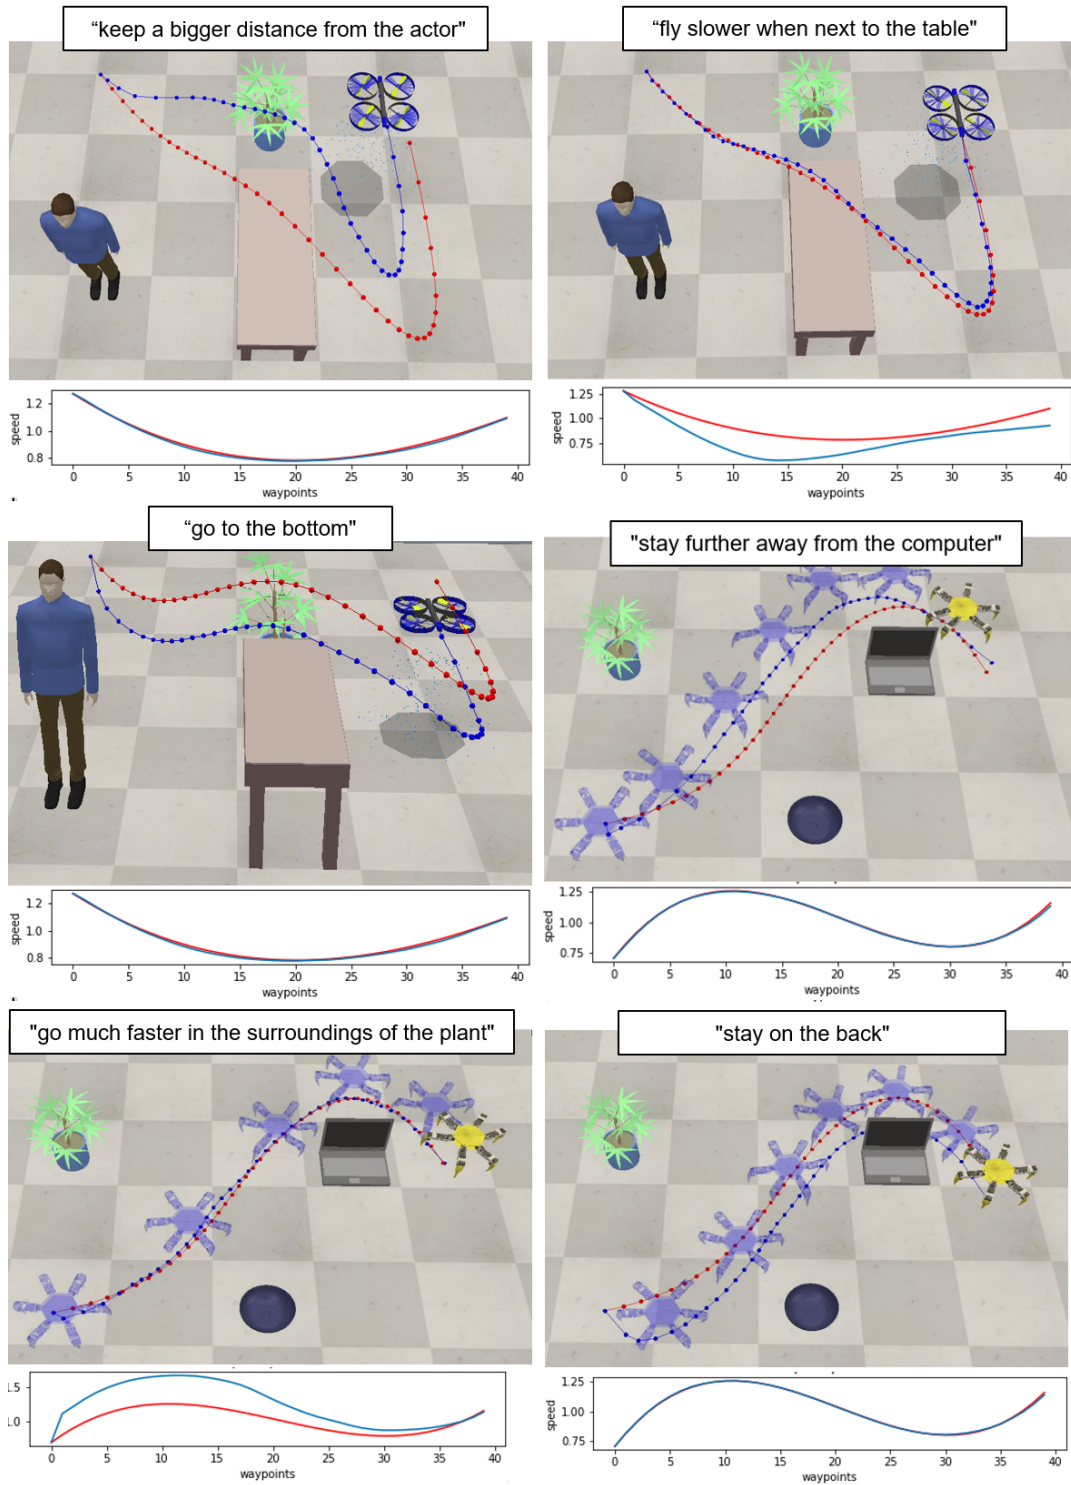 “keep a bigger distance from the actor"
“fly slower when next to the table"
speed
1.2
1.0
0.8
0 5 10 15 20 25 30 35 40
waypoints
speed
1.25
1.00
0.75
0 5 10 15 20 25 30 35 40
waypoints
“go to the bottom"
"stay further away from the computer"
speed
1.2
1.0
0.8
0 5 10 15 20 25 30 35 40
waypoints
speed
1.25
1.00
0.75
0 5 10 15 20 25 30 35 40
waypoints
"go much faster in the surroundings of the plant"
"stay on the back"
1.5
1.0
0 5 10 15 20 25 30 35 40
waypoints
speed
1.25
1.00
0.75
0 5 10 15 20 25 30 35 40
waypoints